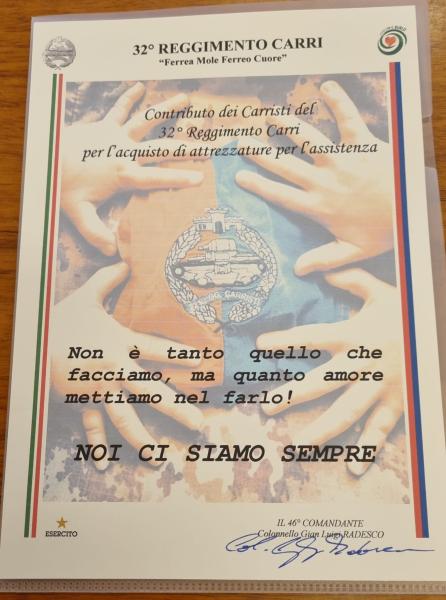 32° REGGIMENTO CARRI
“Ferrea Mole Ferreo Cuore”
Contributo dei Carristi del
32° Reggimento Carri
per l'acquisto di attrezzature per l'assistenza
Non è tanto quello che
facciamo, ma quanto amore
mettiamo nel farlo!
NOI CI SIAMO SEMPRE
ESERCITO
IL 46° COMANDANTE
Colonnello Gian Luigi RADESCO